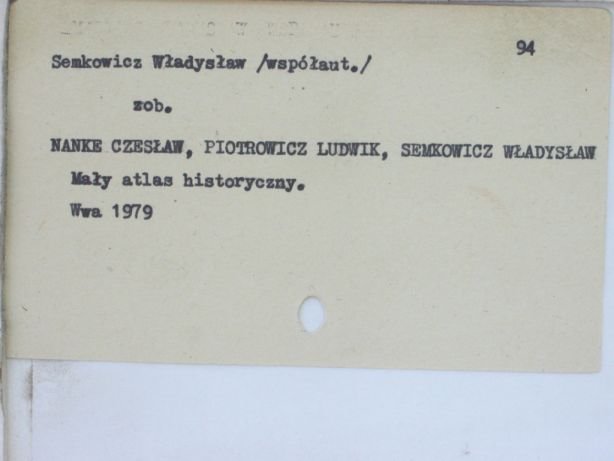 94
Semkowicz Władysław /współaut./
zob.
NANKE CZESŁAW, PIOTROWICZ LUDWIK, SEMKOWICZ WŁADYSŁAW
Mały atlas historyczny.
Wwa 1979